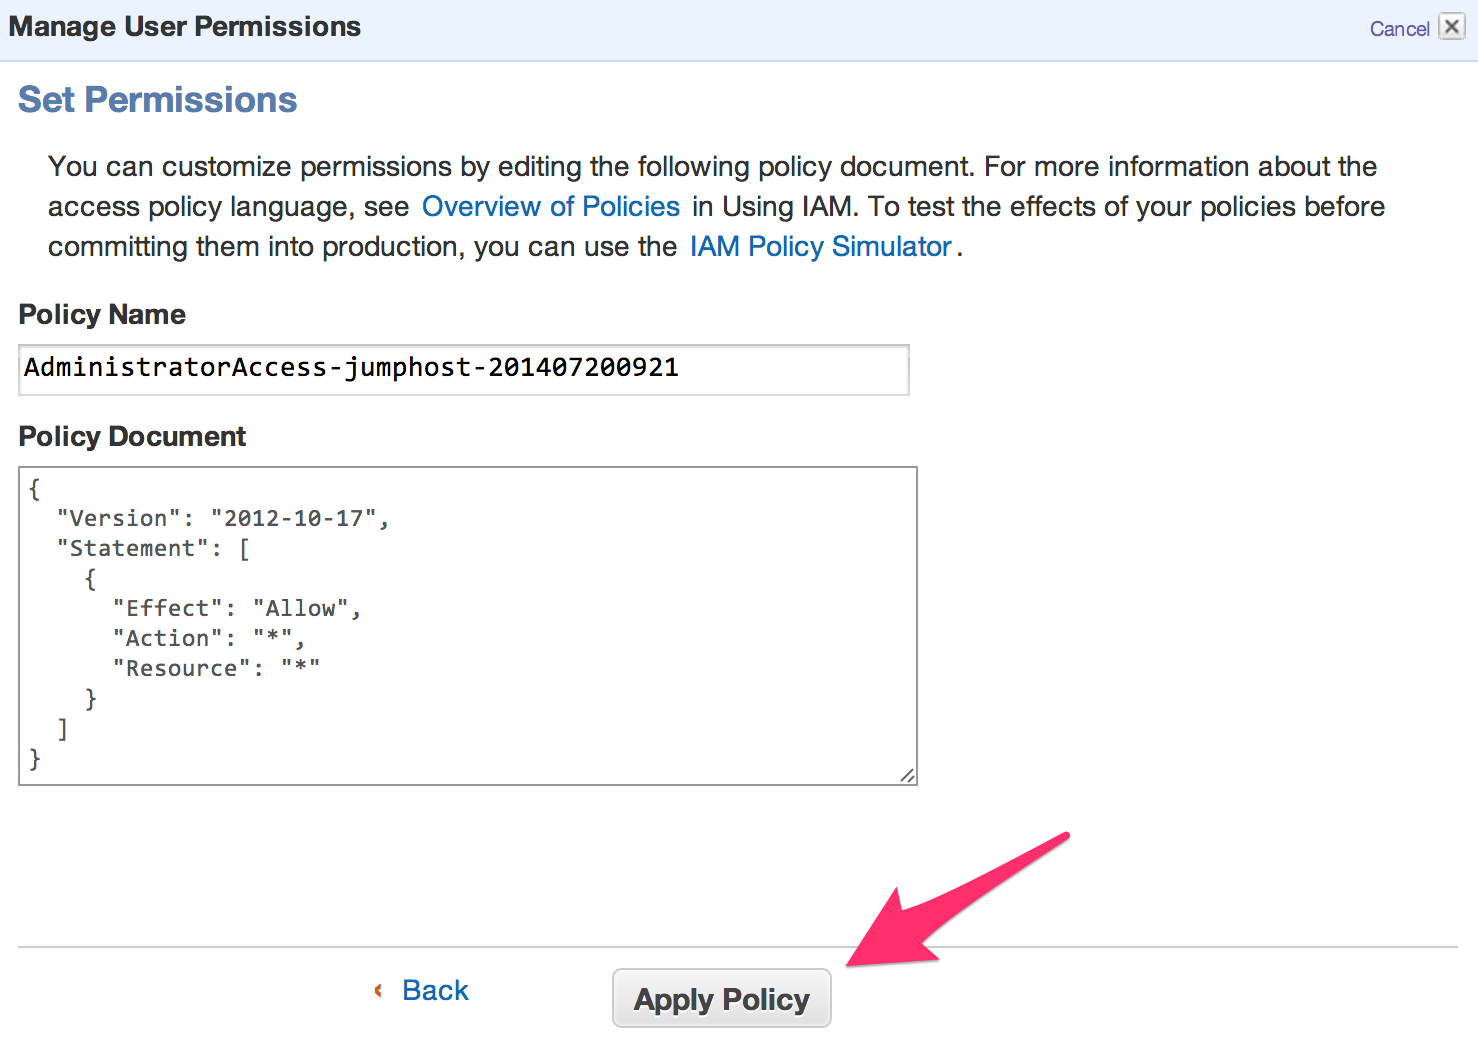 Manage User Permissions
Cancel
Set Permissions
You can customize permissions by editing the following policy document. For more information about the
access policy language, see Overview of Policies in Using IAM. To test the effects of your policies before
committing them into production, you can use the IAM Policy Simulator.
Policy Name
AdministratorAccess-jumphost-201407200921
Policy Document
{
  "Version": "2012-10-17",
  "Statement": [
    {
      "Effect": "Allow",
      "Action": "*",
      "Resource": "*"
    }
  ]
}
Back
Apply Policy